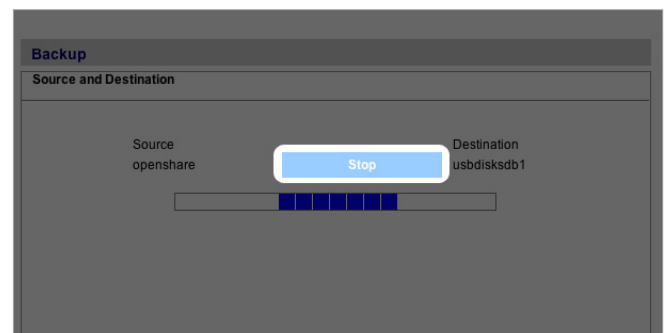 Backup
Source and Destination
Source Destination
openshare Stop usbdisksdb1